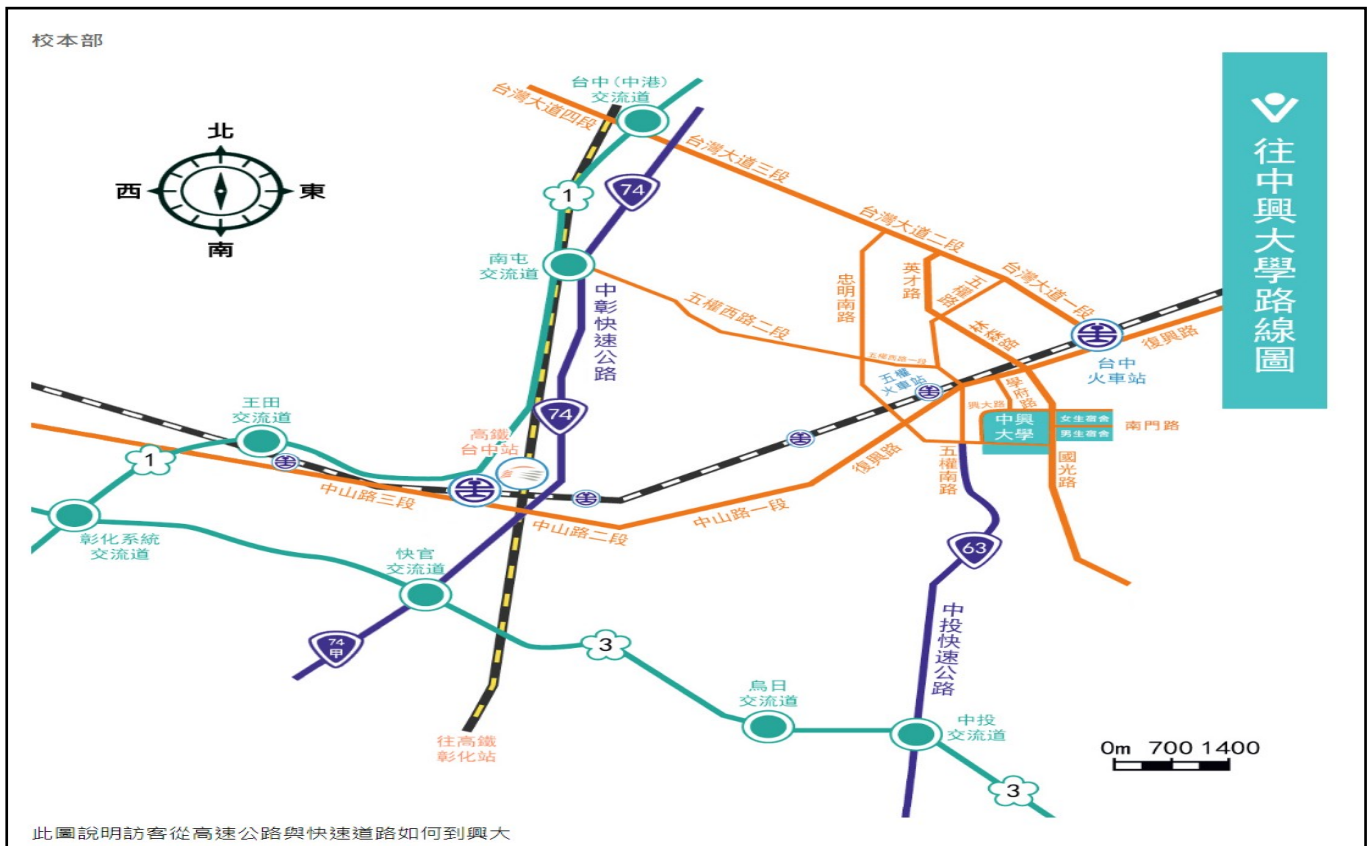 校本部
往中興大學路線圖
北
西
東
南
台中(中港)
交流道
台灣大道四段
台灣大道三段
台灣大道二段
台灣大道一段
74
1
南屯
交流道
中彰快速公路
五權西路二段
五權西路一段
忠明南路
英才路
五權路
林森路
復興路
台中
火車站
五權
火車站
學府路
興大路
中興
大學
女生宿舍
男生宿舍
南門路
國光路
五權南路
王田
交流道
1
74
高鐵
台中站
中山路三段
中山路二段
中山路一段
復興路
彰化系統
交流道
快官
交流道
74
甲
3
63
中投快速公路
烏日
交流道
中投
交流道
3
往高鐵
彰化站
0m 700 1400
此圖說明訪客從高速公路與快速道路如何到興大